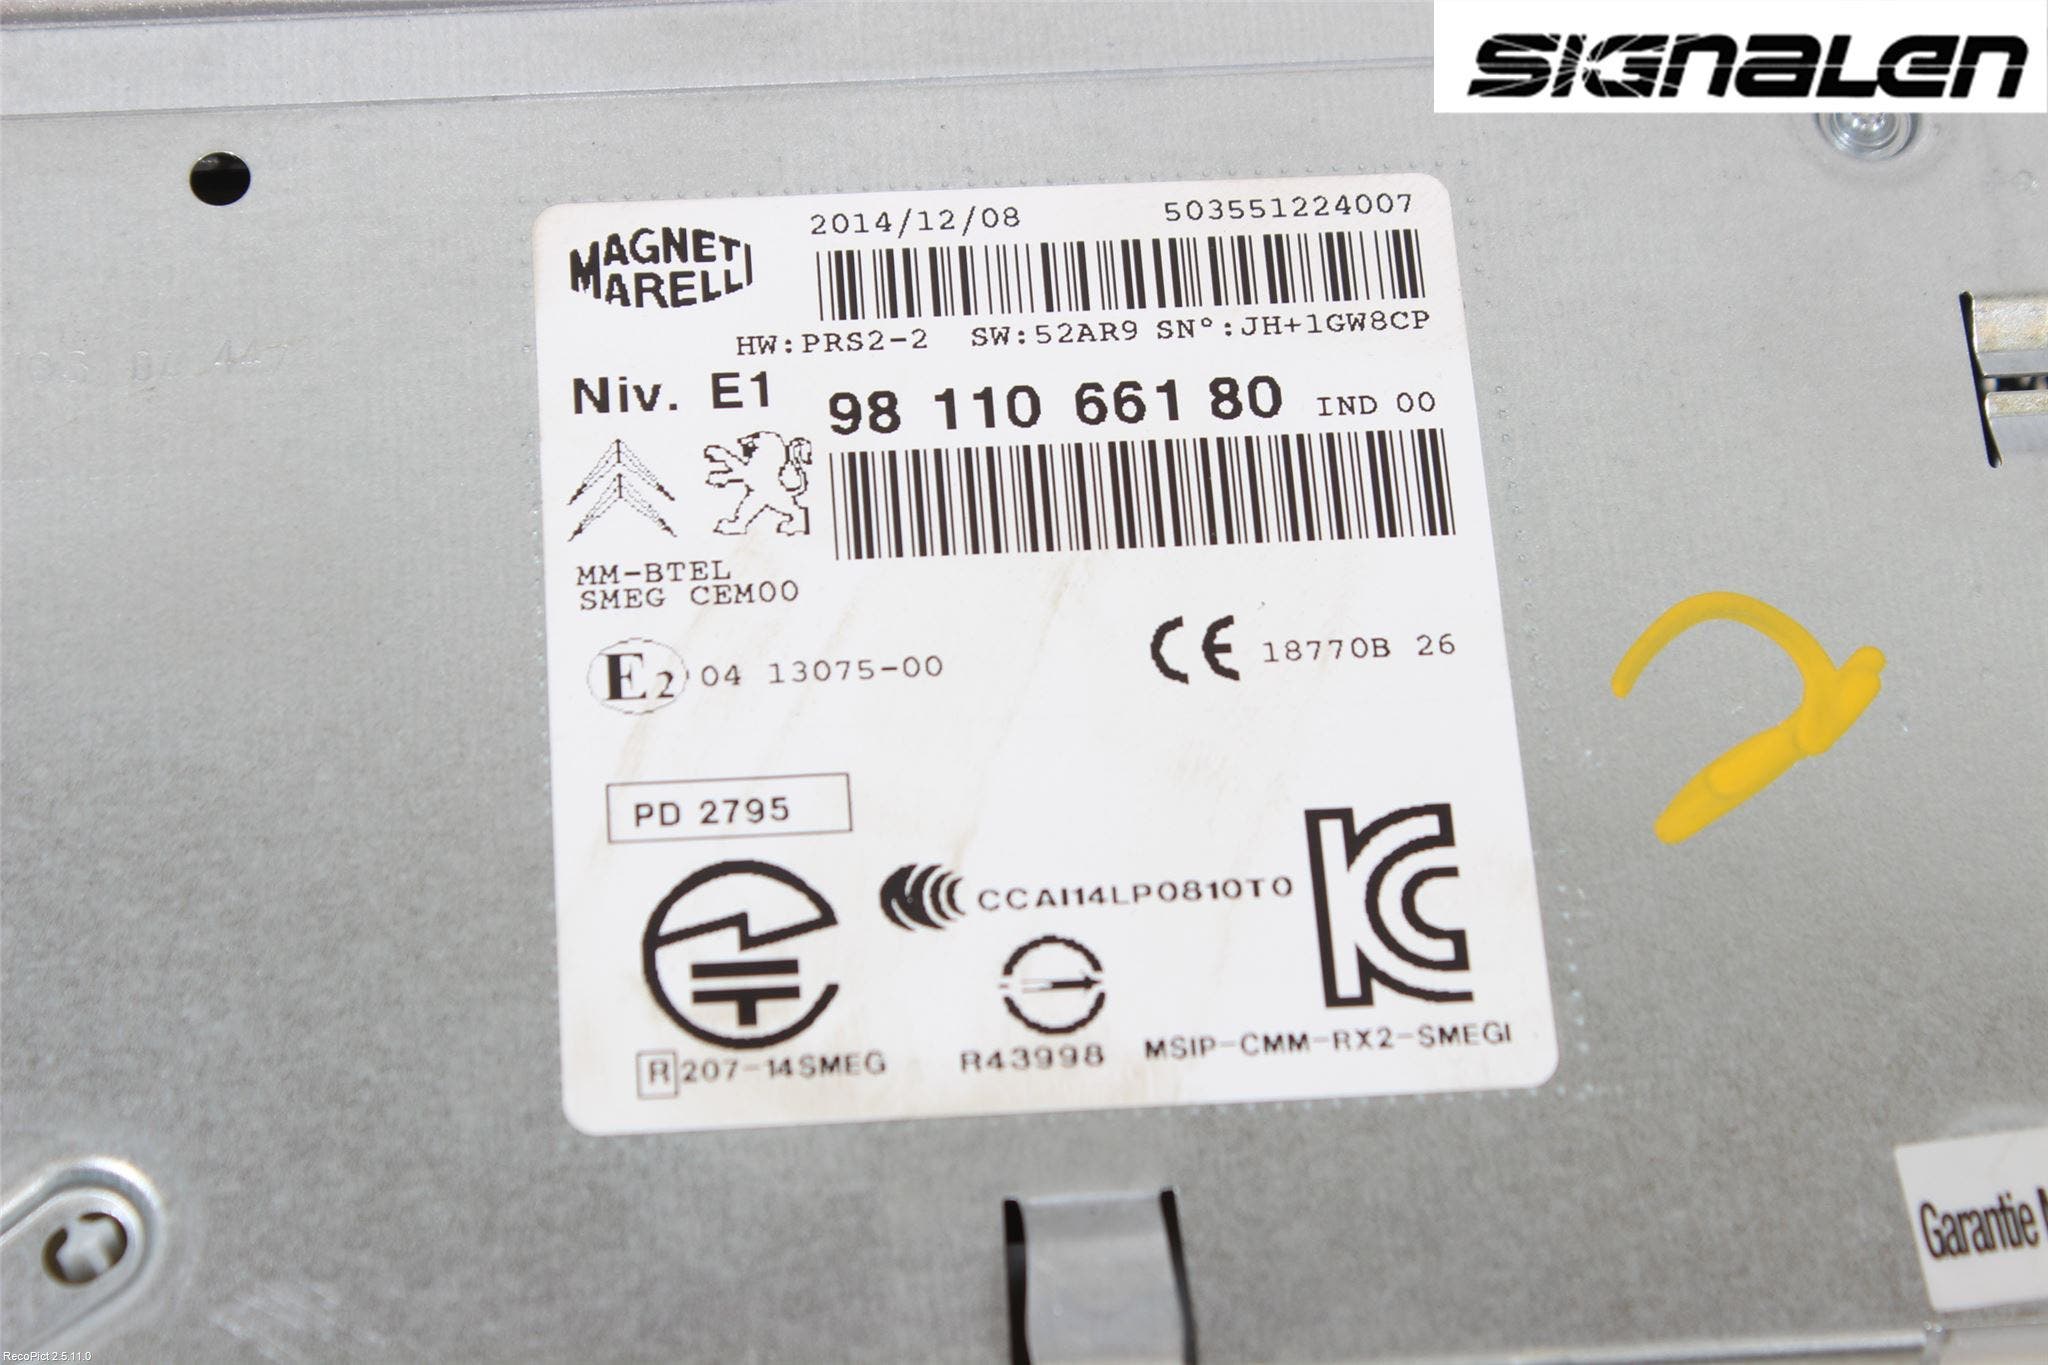 SIGNALEN
2014/12/08 503551224007
MAGNETI
MARELLI
HW:PRS2-2 SW:52AR9 SN°:JH+1GW8CP
Niv. E1 98 110 661 80 IND 00
MM-BTEL
SMEG CEM00
E2 04 13075-00 CE 18770B 26
PD 2795
CCAI14LP0810T0
R 207-14SMEG R43998 MSIP-CMM-RX2-SMEGI
Garantie
RecoPict 2.5.11.0